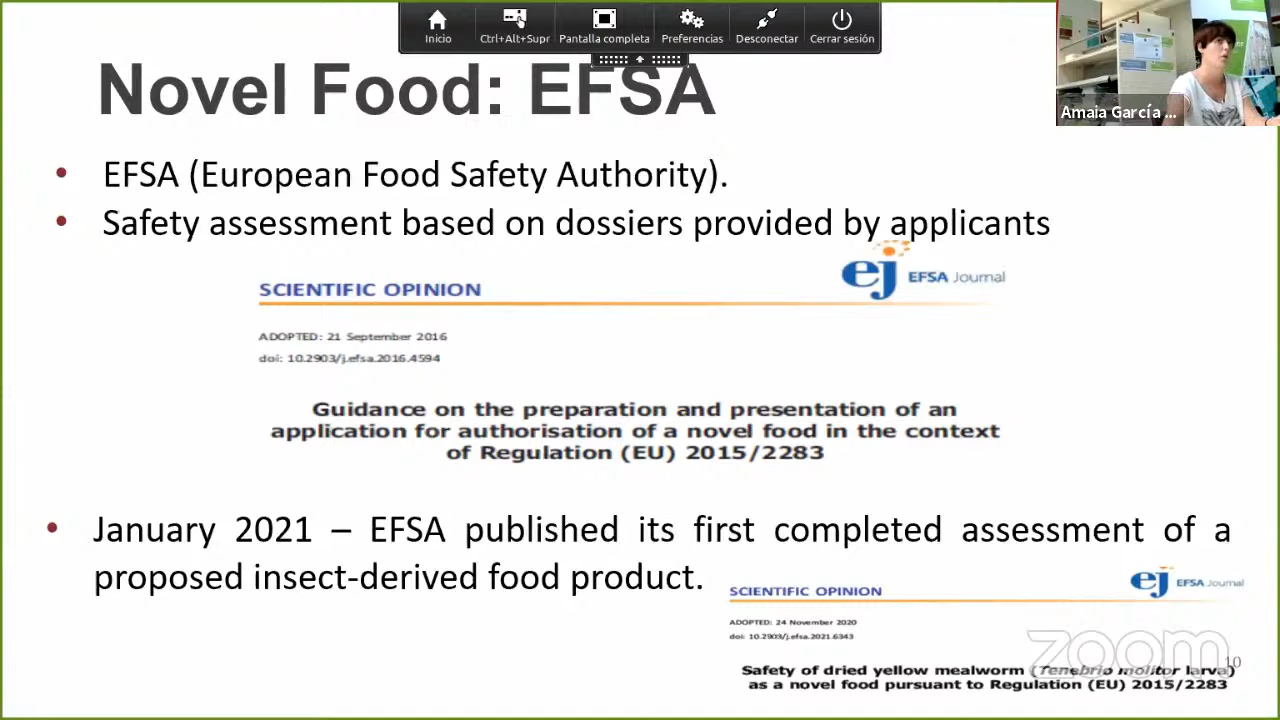 Inicio
Ctrl+Alt+Supr
Pantalla completa
Preferencias
Desconectar
Cerrar sesión
Amaia García ...
Novel Food: EFSA
• EFSA (European Food Safety Authority).
• Safety assessment based on dossiers provided by applicants
SCIENTIFIC OPINION
ej EFSA Journal
ADOPTED: 21 September 2016
doi: 10.2903/j.efsa.2016.4594
Guidance on the preparation and presentation of an
application for authorisation of a novel food in the context
of Regulation (EU) 2015/2283
• January 2021 – EFSA published its first completed assessment of a
proposed insect-derived food product.
SCIENTIFIC OPINION
ej EFSA Journal
ADOPTED: 24 November 2020
doi: 10.2903/j.efsa.2021.6343
zoom
10
Safety of dried yellow mealworm (Tenebrio molitor larva)
as a novel food pursuant to Regulation (EU) 2015/2283